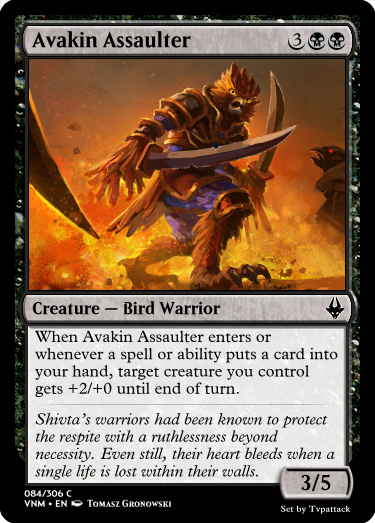 Avakin Assaulter 3
Creature — Bird Warrior
When Avakin Assaulter enters or
whenever a spell or ability puts a card into
your hand, target creature you control
gets +2/+0 until end of turn.
Shivta's warriors had been known to protect
the respite with a ruthlessness beyond
necessity. Even still, their heart bleeds when a
single life is lost within their walls.
3/5
084/306 C
VNM • EN Tomasz Gronowski
Set by Tvpattack